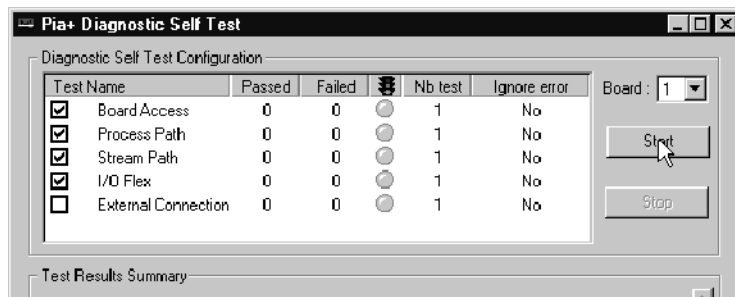 Pia+ Diagnostic Self Test
Diagnostic Self Test Configuration
Test Name Passed Failed Nb test Ignore error
Board Access 0 0 1 No
Process Path 0 0 1 No
Stream Path 0 0 1 No
I/O Flex 0 0 1 No
External Connection 0 0 1 No
Board : 1
Start
Stop
Test Results Summary